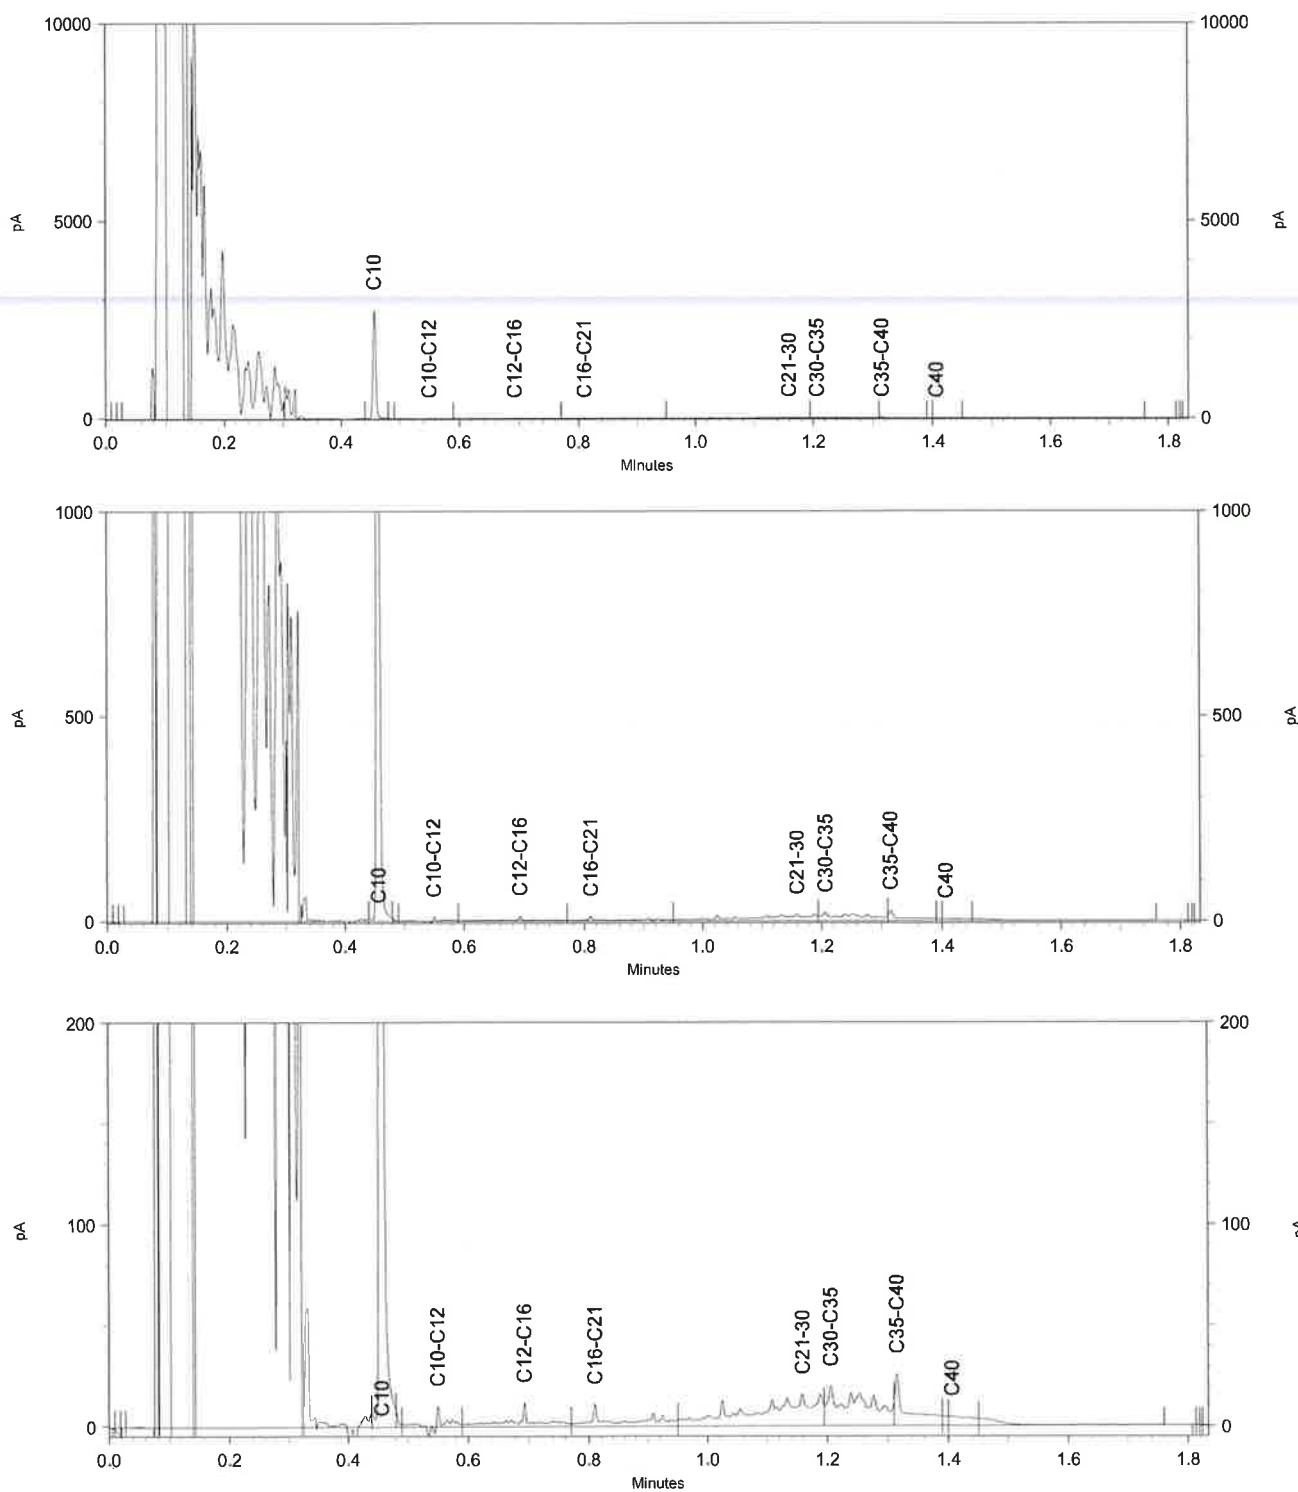 10000 10000
C10
C10-C12 C12-C16 C16-C21 C21-30 C30-C35 C35-C40 C40
pA 5000 5000 pA
0 0
0.0 0.2 0.4 0.6 0.8 1.0 1.2 1.4 1.6 1.8
Minutes
1000 1000
pA 500 500 pA
C10 C10-C12 C12-C16 C16-C21 C21-30 C30-C35 C35-C40 C40
0 0
0.0 0.2 0.4 0.6 0.8 1.0 1.2 1.4 1.6 1.8
Minutes
200 200
pA 100 100 pA
C10 C10-C12 C12-C16 C16-C21 C21-30 C30-C35 C35-C40 C40
0 0
0.0 0.2 0.4 0.6 0.8 1.0 1.2 1.4 1.6 1.8
Minutes